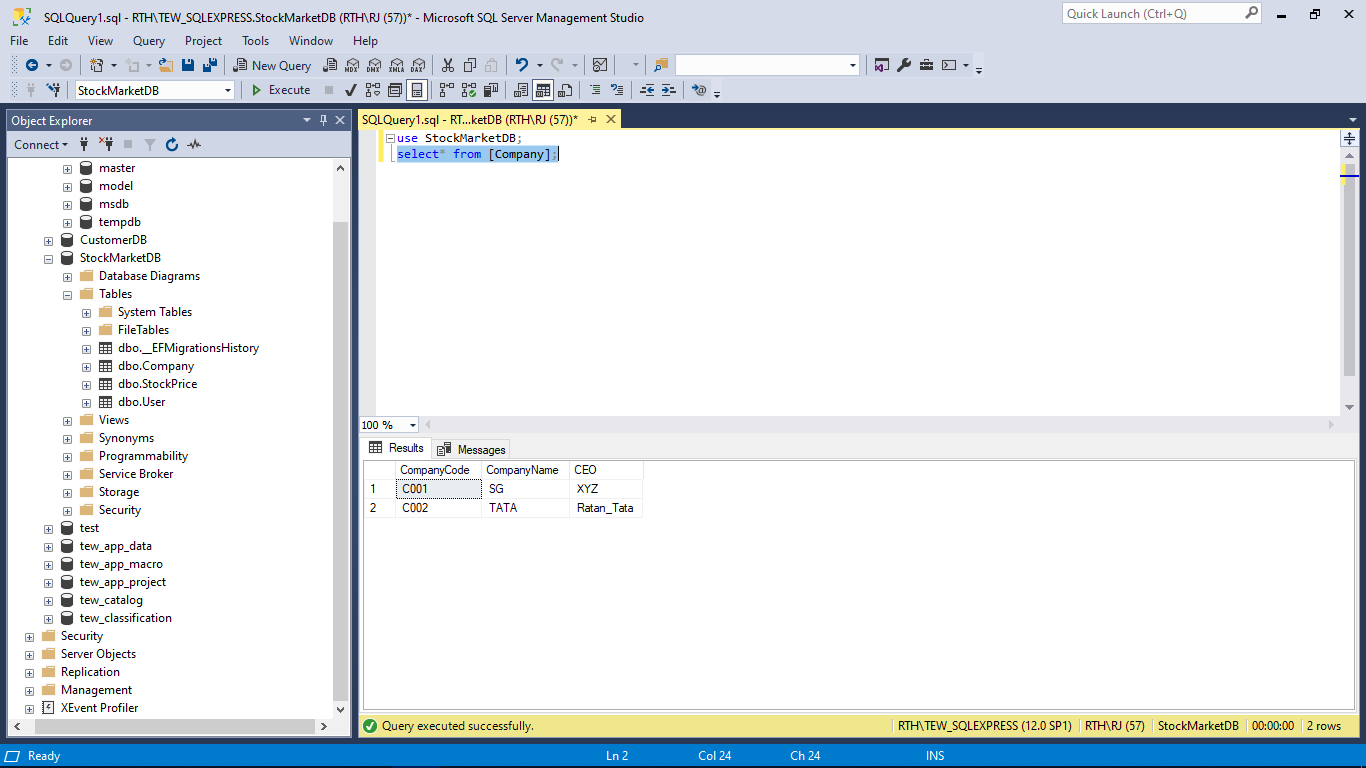 SQLQuery1.sql - RTH\TEW_SQLEXPRESS.StockMarketDB (RTH\RJ (57))* - Microsoft SQL Server Management Studio
Quick Launch (Ctrl+Q)
File Edit View Query Project Tools Window Help
New Query MDX DMX XMLA DAX
StockMarketDB Execute
Object Explorer
Connect
master
model
msdb
tempdb
CustomerDB
StockMarketDB
Database Diagrams
Tables
System Tables
FileTables
dbo.__EFMigrationsHistory
dbo.Company
dbo.StockPrice
dbo.User
Views
Synonyms
Programmability
Service Broker
Storage
Security
test
tew_app_data
tew_app_macro
tew_app_project
tew_catalog
tew_classification
Security
Server Objects
Replication
Management
XEvent Profiler
SQLQuery1.sql - RT...ketDB (RTH\RJ (57))*
use StockMarketDB;
select* from [Company];
100 %
Results Messages
CompanyCode CompanyName CEO
1 C001 SG XYZ
2 C002 TATA Ratan_Tata
Query executed successfully. RTH\TEW_SQLEXPRESS (12.0 SP1) RTH\RJ (57) StockMarketDB 00:00:00 2 rows
Ready Ln 2 Col 24 Ch 24 INS